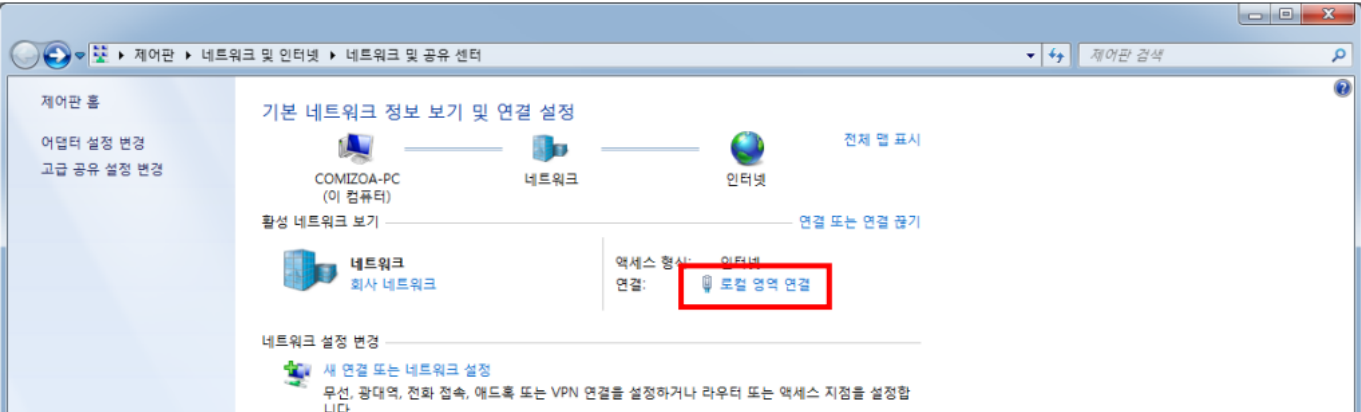 제어판 ▸ 네트워크 및 인터넷 ▸ 네트워크 및 공유 센터
제어판 검색
제어판 홈
어댑터 설정 변경
고급 공유 설정 변경
기본 네트워크 정보 보기 및 연결 설정
전체 맵 표시
COMIZOA-PC
(이 컴퓨터)
네트워크
인터넷
활성 네트워크 보기
연결 또는 연결 끊기
네트워크
회사 네트워크
액세스 형식: 인터넷
연결: 로컬 영역 연결
네트워크 설정 변경
새 연결 또는 네트워크 설정
무선, 광대역, 전화 접속, 애드혹 또는 VPN 연결을 설정하거나 라우터 또는 액세스 지점을 설정합
니다.